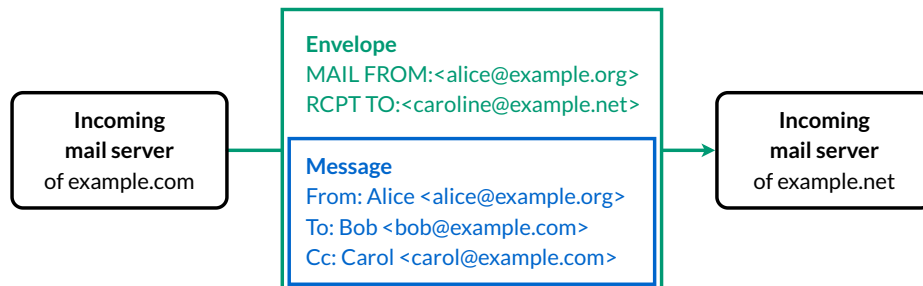 Envelope
MAIL FROM:<alice@example.org>
RCPT TO:<caroline@example.net>
Incoming
mail server
of example.com
Message
From: Alice <alice@example.org>
To: Bob <bob@example.com>
Cc: Carol <carol@example.com>
Incoming
mail server
of example.net